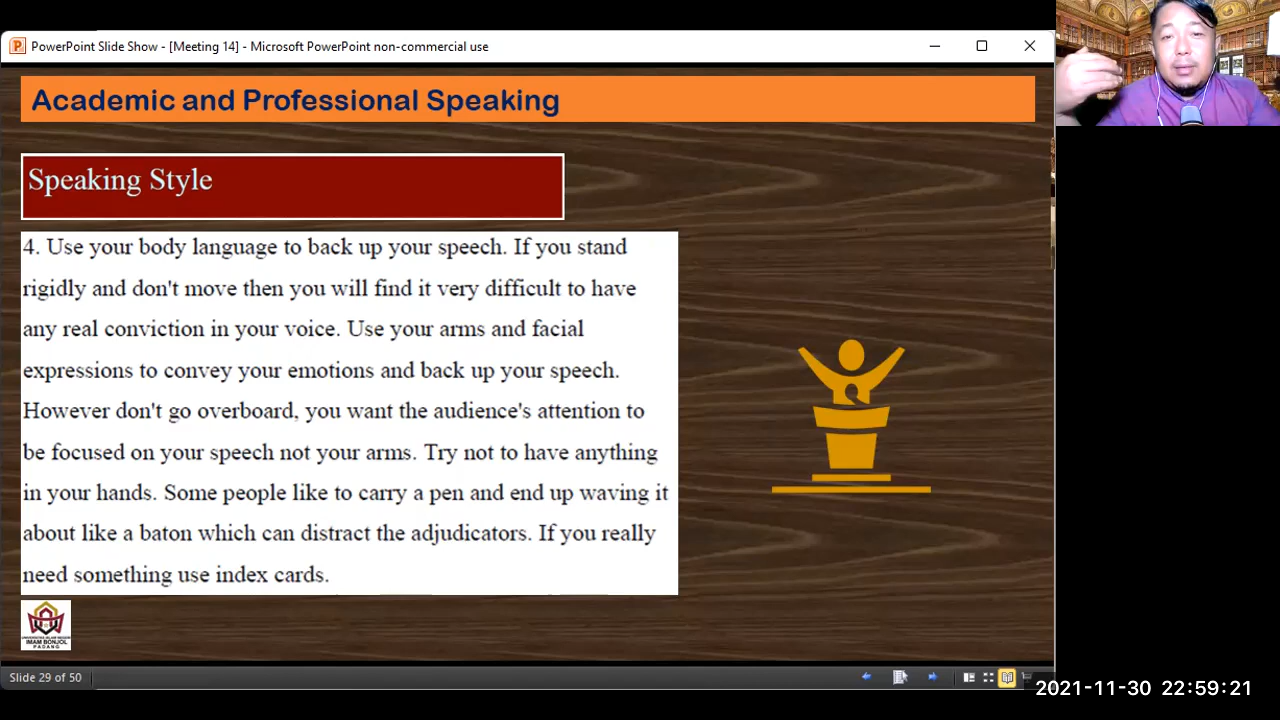 PowerPoint Slide Show - [Meeting 14] - Microsoft PowerPoint non-commercial use
Academic and Professional Speaking
Speaking Style
4. Use your body language to back up your speech. If you stand
rigidly and don't move then you will find it very difficult to have
any real conviction in your voice. Use your arms and facial
expressions to convey your emotions and back up your speech.
However don't go overboard, you want the audience's attention to
be focused on your speech not your arms. Try not to have anything
in your hands. Some people like to carry a pen and end up waving it
about like a baton which can distract the adjudicators. If you really
need something use index cards.
UNIVERSITAS ISLAM NEGERI
IMAM BONJOL
PADANG
Slide 29 of 50
2021-11-30 22:59:21